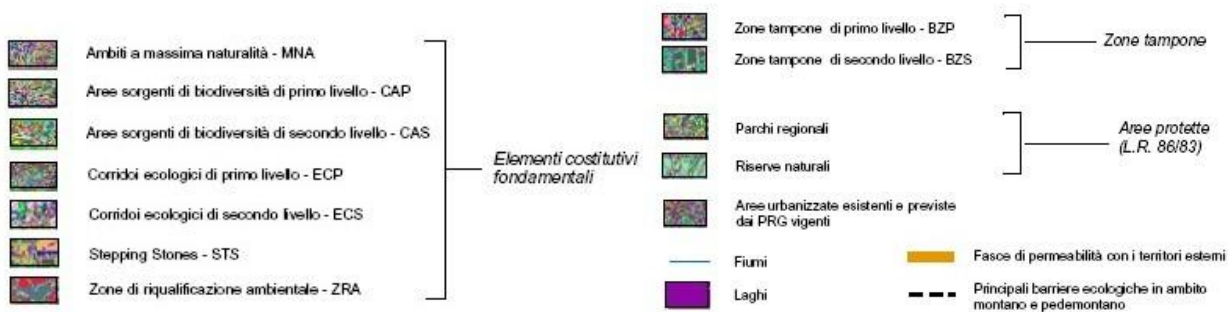 Ambiti a massima naturalità - MNA
Aree sorgenti di biodiversità di primo livello - CAP
Aree sorgenti di biodiversità di secondo livello - CAS
Corridoi ecologici di primo livello - ECP
Corridoi ecologici di secondo livello - ECS
Stepping Stones - STS
Zone di riqualificazione ambientale - ZRA
Elementi costitutivi
fondamentali
Zone tampone di primo livello - BZP
Zone tampone di secondo livello - BZS
Zone tampone
Parchi regionali
Riserve naturali
Aree protette
(L.R. 86/83)
Aree urbanizzate esistenti e previste
dai PRG vigenti
Fiumi
Laghi
Fasce di permeabilità con i territori esterni
Principali barriere ecologiche in ambito
montano e pedemontano